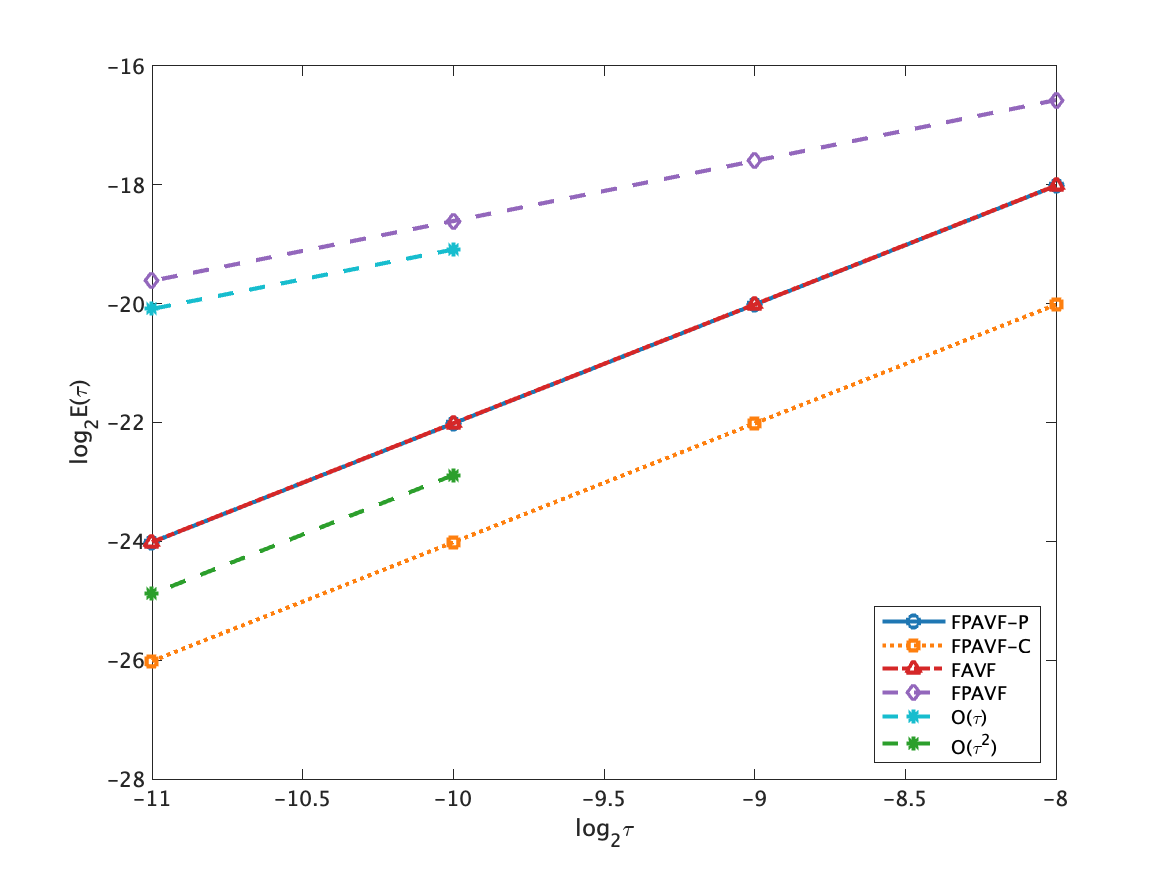 −16
−18
−20
−22
−24
−26
−28
log₂E(τ)
−11
−10.5
−10
−9.5
−9
−8.5
−8
log₂τ
FPAVF−P
FPAVF−C
FAVF
FPAVF
O(τ)
O(τ²)